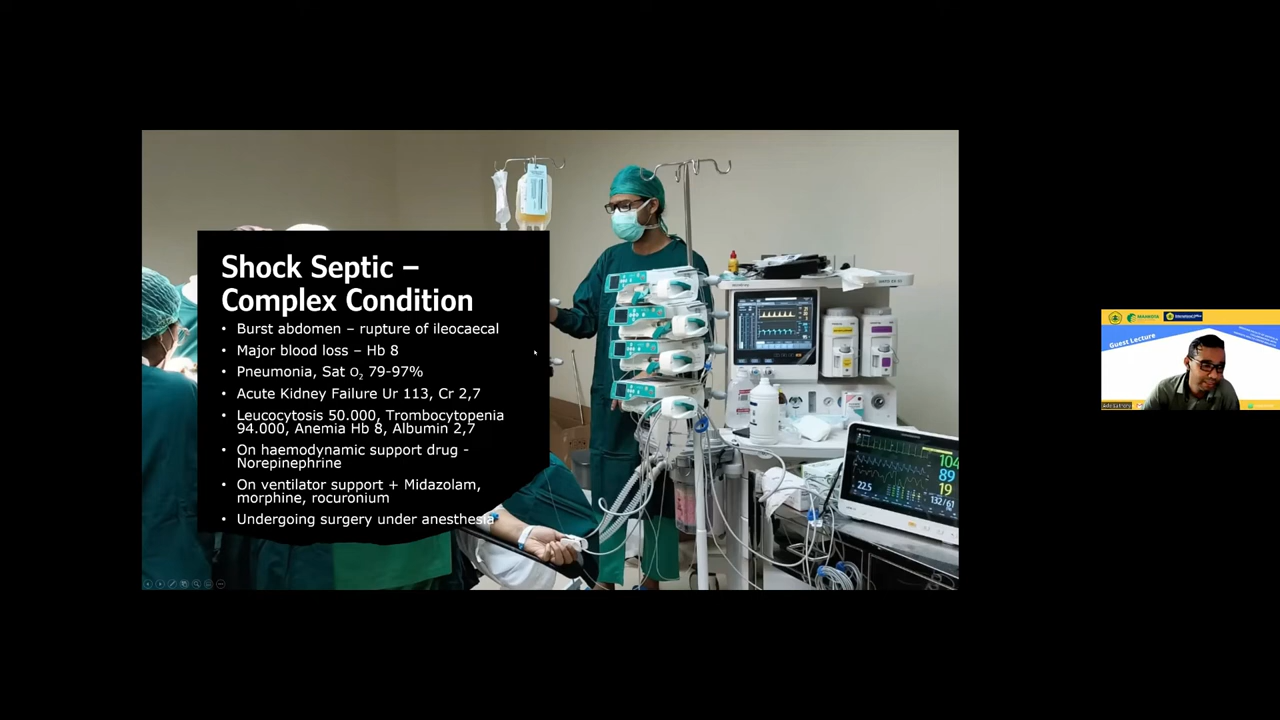 Shock Septic –
Complex Condition
• Burst abdomen – rupture of ileocaecal
• Major blood loss – Hb 8
• Pneumonia, Sat O₂ 79-97%
• Acute Kidney Failure Ur 113, Cr 2,7
• Leucocytosis 50.000, Trombocytopenia
94.000, Anemia Hb 8, Albumin 2,7
• On haemodynamic support drug -
Norepinephrine
• On ventilator support + Midazolam,
morphine, rocuronium
• Undergoing surgery under anesthesia
104
89
19
22.5
132/61
Guest Lecture